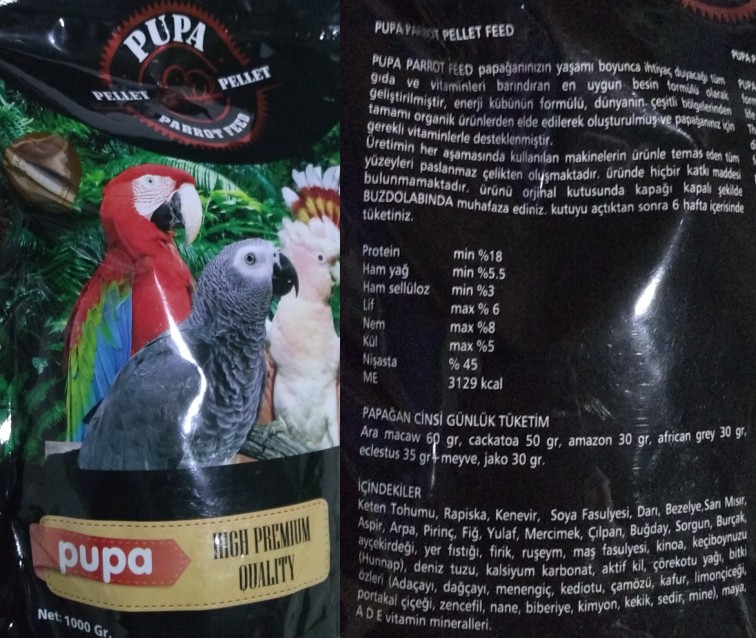 PUPA
PELLET PELLET
PARROT FEED
pupa
HIGH PREMIUM
QUALITY
Net: 1000 Gr.
PUPA PARROT PELLET FEED
PUPA PARROT FEED papağanınızın yaşamı boyunca ihtiyaç duyacağı tüm
gıda ve vitaminleri barındıran en uygun besin formülü olarak
geliştirilmiştir, enerji kübünün formülü, dünyanın çeşitli bölgelerinden
tamamı organik ürünlerden elde edilerek oluşturulmuş ve papağanınız için
gerekli vitaminlerle desteklenmiştir.
Üretimin her aşamasında kullanılan makinelerin ürünle temas eden tüm
yüzeyleri paslanmaz çelikten oluşmaktadır. üründe hiçbir katkı maddesi
bulunmamaktadır. ürünü orjinal kutusunda kapağı kapalı şekilde
BUZDOLABINDA muhafaza ediniz. kutuyu açtıktan sonra 6 hafta içerisinde
tüketiniz.
Protein min %18
Ham yağ min %5.5
Ham sellüloz min %3
Lif max % 6
Nem max %8
Kül max %5
Nişasta % 45
ME 3129 kcal
PAPAĞAN CİNSİ GÜNLÜK TÜKETİM
Ara macaw 60 gr, cackatoa 50 gr, amazon 30 gr, african grey 30 gr,
eclestus 35 gr+meyve, jako 30 gr.
İÇİNDEKİLER
Keten Tohumu, Rapiska, Kenevir, Soya Fasulyesi, Darı, Bezelye,Sarı Mısır,
Aspir, Arpa, Pirinç, Fiğ, Yulaf, Mercimek, Çılpan, Buğday, Sorgun, Burçak,
ayçekirdeği, yer fıstığı, firik, ruşeym, maş fasulyesi, kinoa, keçiboynuzu
(Hunnap), deniz tuzu, kalsiyum karbonat, aktif kil, çörekotu yağı, bitki
özleri (Adaçayı, dağçayı, menengiç, kediotu, çamözü, kafur, limonçiçeği,
portakal çiçeği, zencefil, nane, biberiye, kimyon, kekik, sedir, mine), maya,
A D E vitamin mineralleri.